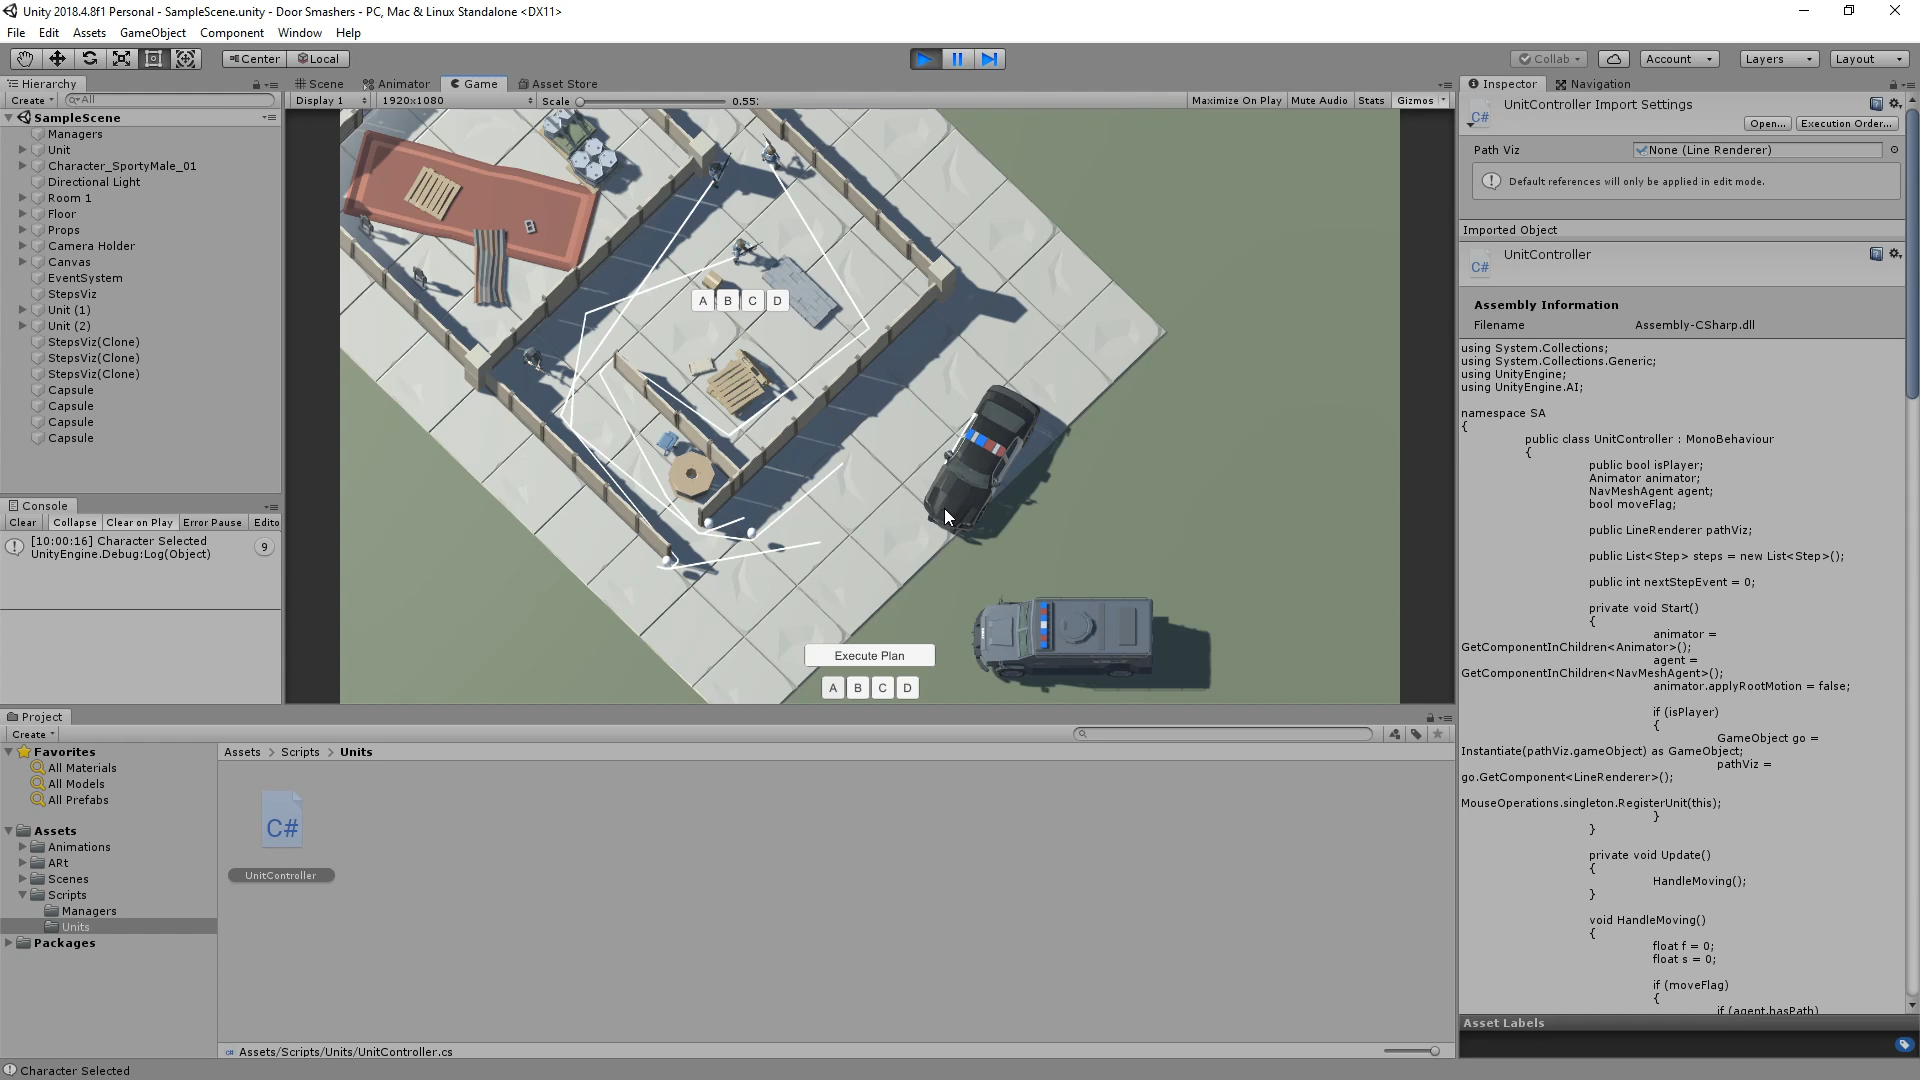 Unity 2018.4.8f1 Personal - SampleScene.unity - Door Smashers - PC, Mac & Linux Standalone <DX11>
File Edit Assets GameObject Component Window Help
Center Local Collab Account Layers Layout
Hierarchy
Create All
SampleScene
Managers
Unit
Character_SportyMale_01
Directional Light
Room 1
Floor
Props
Camera Holder
Canvas
EventSystem
StepsViz
Unit (1)
Unit (2)
StepsViz(Clone)
StepsViz(Clone)
StepsViz(Clone)
Capsule
Capsule
Capsule
Capsule
Console
Clear Collapse Clear on Play Error Pause Edito
[10:00:16] Character Selected
UnityEngine.Debug:Log(Object)
9
Scene Animator Game Asset Store
Display 1 1920x1080 Scale 0.55: Maximize On Play Mute Audio Stats Gizmos
A B C D
Execute Plan
A B C D
Project
Create
Favorites
All Materials
All Models
All Prefabs
Assets
Animations
ARt
Scenes
Scripts
Managers
Units
Packages
Assets > Scripts > Units
C#
UnitController
Assets/Scripts/Units/UnitController.cs
Character Selected
Inspector Navigation
C#
UnitController Import Settings
Open... Execution Order...
Path Viz None (Line Renderer)
Default references will only be applied in edit mode.
Imported Object
C#
UnitController
Assembly Information
Filename Assembly-CSharp.dll
using System.Collections;
using System.Collections.Generic;
using UnityEngine;
using UnityEngine.AI;
namespace SA
{
public class UnitController : MonoBehaviour
{
public bool isPlayer;
Animator animator;
NavMeshAgent agent;
bool moveFlag;
public LineRenderer pathViz;
public List<Step> steps = new List<Step>();
public int nextStepEvent = 0;
private void Start()
{
animator =
GetComponentInChildren<Animator>();
agent =
GetComponentInChildren<NavMeshAgent>();
animator.applyRootMotion = false;
if (isPlayer)
{
GameObject go =
Instantiate(pathViz.gameObject) as GameObject;
pathViz =
go.GetComponent<LineRenderer>();
MouseOperations.singleton.RegisterUnit(this);
}
}
private void Update()
{
HandleMoving();
}
void HandleMoving()
{
float f = 0;
float s = 0;
if (moveFlag)
{
if (agent.hasPath)
Asset Labels